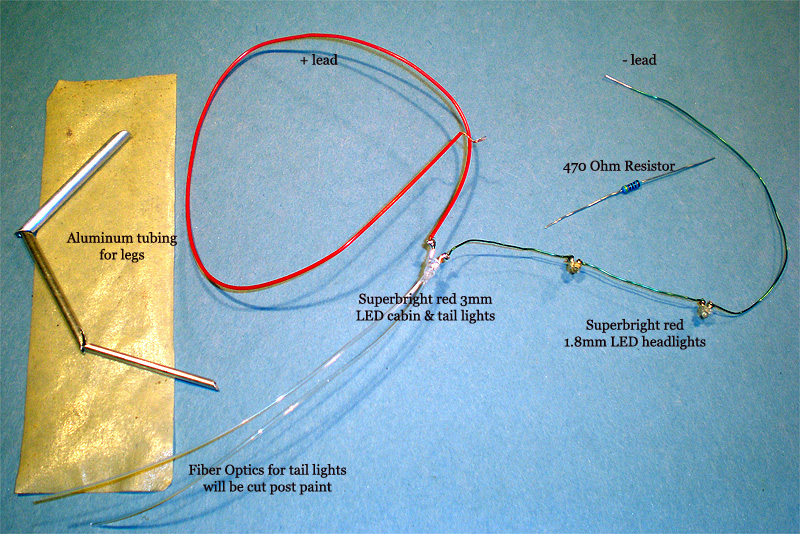 + lead
- lead
470 Ohm Resistor
Aluminum tubing
for legs
Superbright red 3mm
LED cabin & tail lights
Superbright red
1.8mm LED headlights
Fiber Optics for tail lights
will be cut post paint